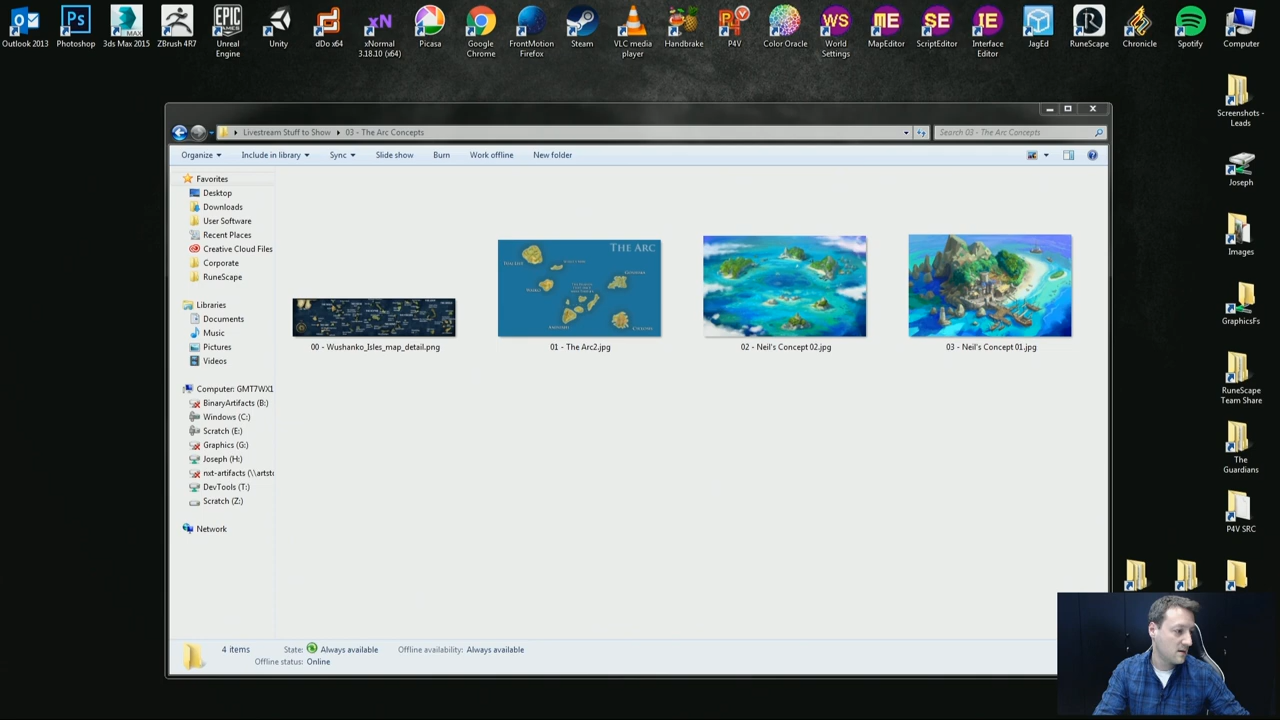 Outlook 2013
Photoshop
3ds Max 2015
ZBrush 4R7
Unreal
Engine
Unity
dDo x64
xNormal
3.18.10 (x64)
Picasa
Google
Chrome
FrontMotion
Firefox
Steam
VLC media
player
Handbrake
P4V
Color Oracle
World
Settings
MapEditor
ScriptEditor
Interface
Editor
JagEd
RuneScape
Chronicle
Spotify
Computer
Screenshots -
Leads
Joseph
Images
GraphicsFs
RuneScape
Team Share
The
Guardians
P4V SRC
Livestream Stuff to Show
03 - The Arc Concepts
Search 03 - The Arc Concepts
Organize
Include in library
Sync
Slide show
Burn
Work offline
New folder
Favorites
Desktop
Downloads
User Software
Recent Places
Creative Cloud Files
Corporate
RuneScape
Libraries
Documents
Music
Pictures
Videos
Computer: GMT7WX1
BinaryArtifacts (B:)
Windows (C:)
Scratch (E:)
Graphics (G:)
Joseph (H:)
nxt-artifacts (\\artsto
DevTools (T:)
Scratch (Z:)
Network
THE ARC
00 - Wushanko_Isles_map_detail.png
01 - The Arc2.jpg
02 - Neil's Concept 02.jpg
03 - Neil's Concept 01.jpg
4 items
State: Always available
Offline availability: Always available
Offline status: Online